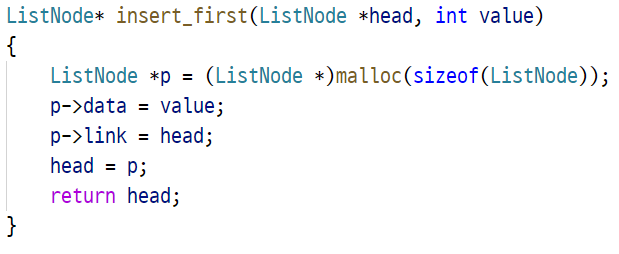 ListNode* insert_first(ListNode *head, int value)
{
    ListNode *p = (ListNode *)malloc(sizeof(ListNode));
    p->data = value;
    p->link = head;
    head = p;
    return head;
}